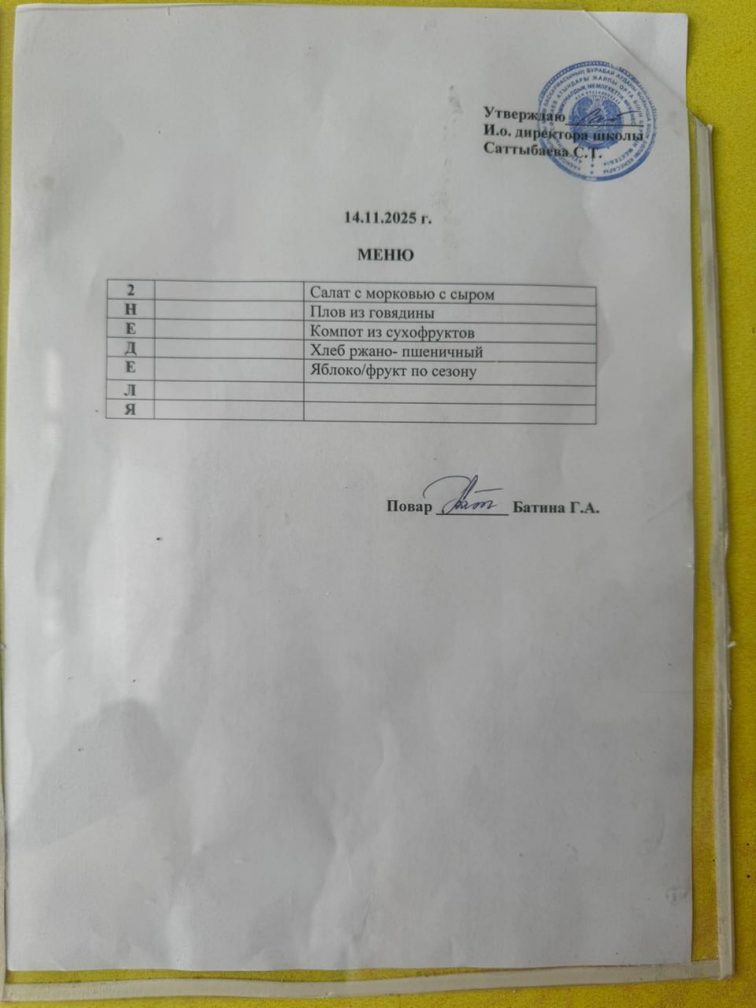 Утверждаю
И.о. директора школы
Саттыбаева С.Т.
14.11.2025 г.
МЕНЮ
2 Салат с морковью с сыром
Н Плов из говядины
Е Компот из сухофруктов
Д Хлеб ржано- пшеничный
Е Яблоко/фрукт по сезону
Л
Я
Повар Батина Г.А.